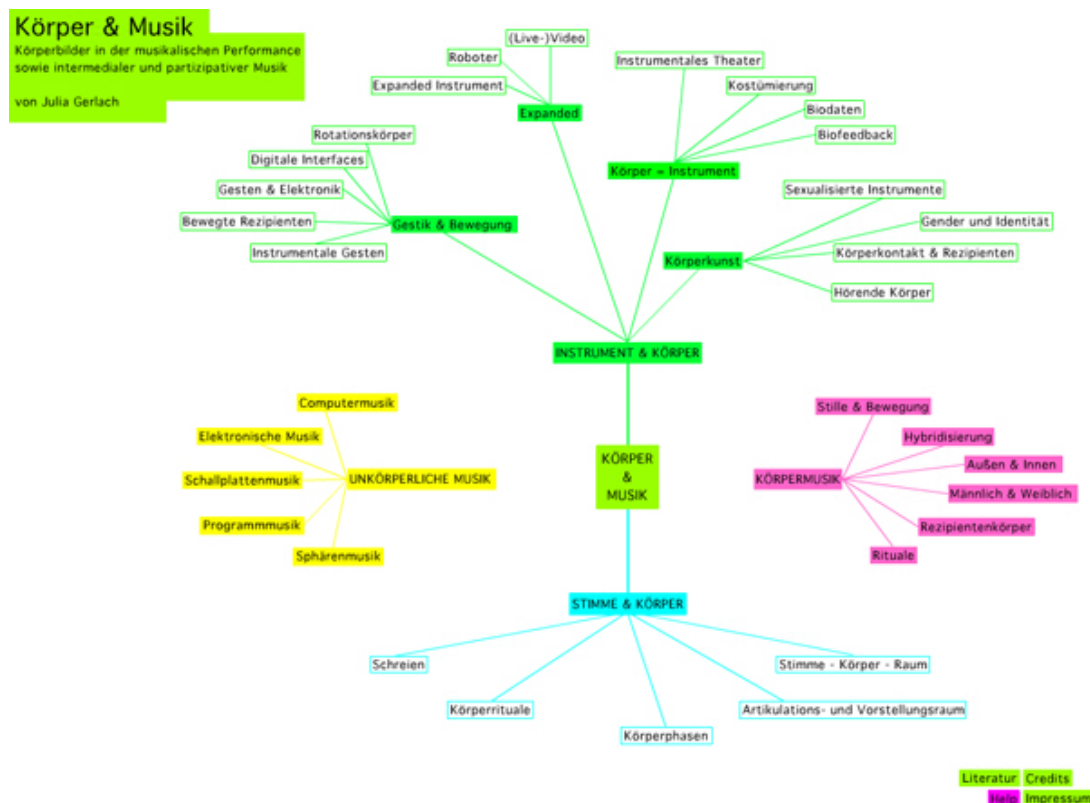 Körper & Musik
Körperbilder in der musikalischen Performance
sowie intermedialer und partizipativer Musik
von Julia Gerlach
(Live-)Video
Roboter
Expanded Instrument
Expanded
Instrumentales Theater
Kostümierung
Biodaten
Biofeedback
Körper = Instrument
Rotationskörper
Digitale Interfaces
Gesten & Elektronik
Bewegte Rezipienten
Instrumentale Gesten
Gestik & Bewegung
Sexualisierte Instrumente
Gender und Identität
Körperkontakt & Rezipienten
Hörende Körper
Körperkunst
INSTRUMENT & KÖRPER
Computermusik
Elektronische Musik
Schallplattenmusik
Programmmusik
Sphärenmusik
UNKÖRPERLICHE MUSIK
KÖRPER
&
MUSIK
KÖRPERMUSIK
Stille & Bewegung
Hybridisierung
Außen & Innen
Männlich & Weiblich
Rezipientenkörper
Rituale
STIMME & KÖRPER
Schreien
Körperrituale
Körperphasen
Artikulations- und Vorstellungsraum
Stimme - Körper - Raum
Literatur Credits
Help Impressum